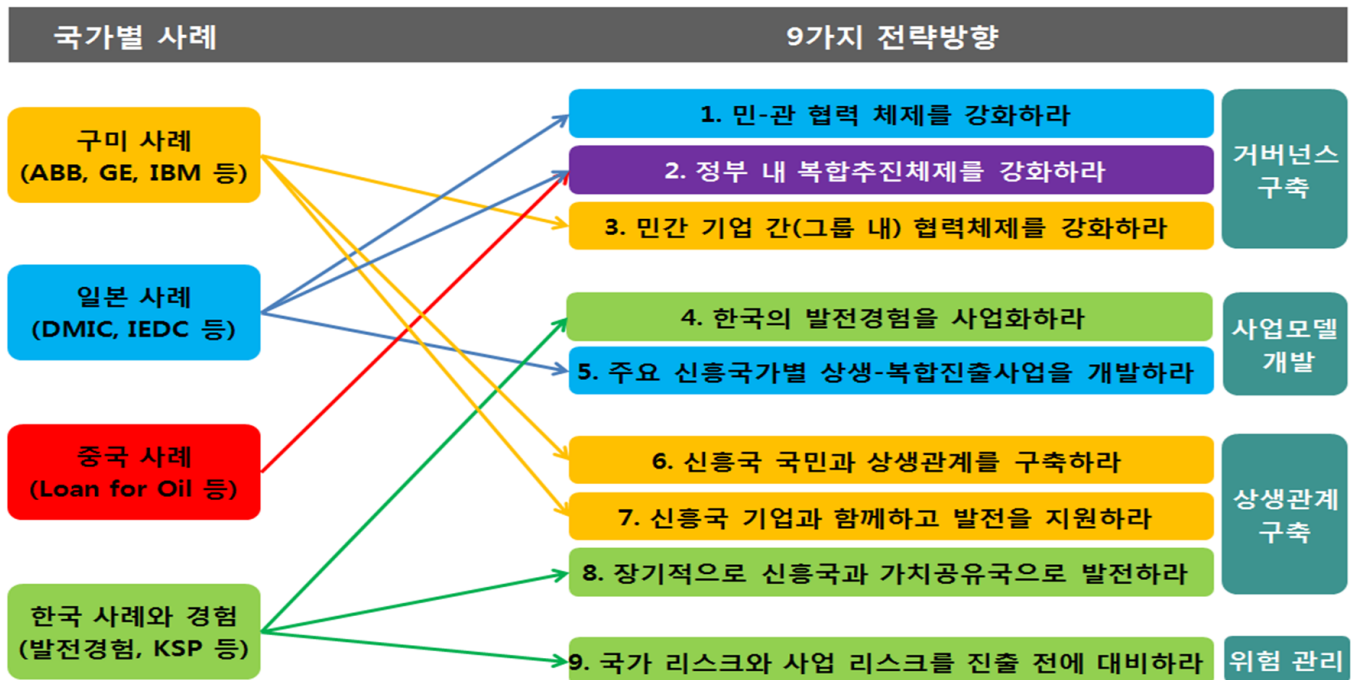 국가별 사례
9가지 전략방향
구미 사례
(ABB, GE, IBM 등)
일본 사례
(DMIC, IEDC 등)
중국 사례
(Loan for Oil 등)
한국 사례와 경험
(발전경험, KSP 등)
1. 민-관 협력 체제를 강화하라
2. 정부 내 복합추진체제를 강화하라
3. 민간 기업 간(그룹 내) 협력체제를 강화하라
거버넌스
구축
4. 한국의 발전경험을 사업화하라
5. 주요 신흥국가별 상생-복합진출사업을 개발하라
사업모델
개발
6. 신흥국 국민과 상생관계를 구축하라
7. 신흥국 기업과 함께하고 발전을 지원하라
8. 장기적으로 신흥국과 가치공유국으로 발전하라
상생관계
구축
9. 국가 리스크와 사업 리스크를 진출 전에 대비하라
위험 관리